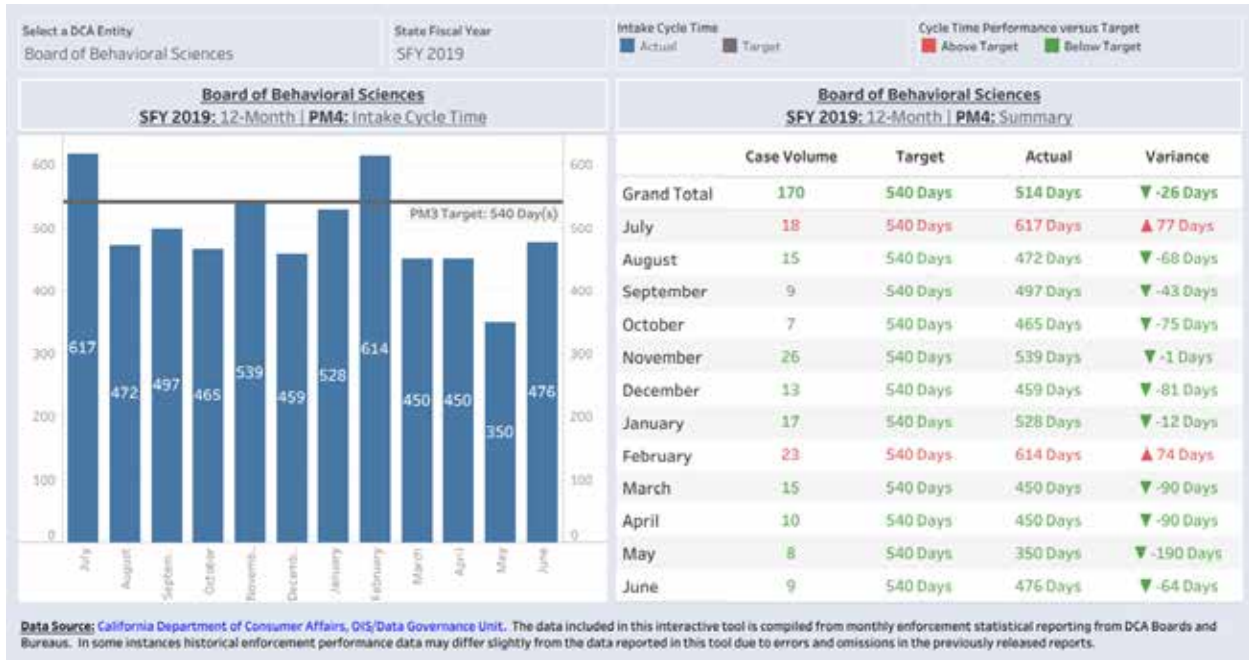 Select a DCA Entity
Board of Behavioral Sciences
State Fiscal Year
SFY 2019
Intake Cycle Time
Actual Target
Cycle Time Performance versus Target
Above Target Below Target
Board of Behavioral Sciences
SFY 2019: 12-Month | PM4: Intake Cycle Time
600
500
400
300
200
100
0
PM3 Target: 540 Day(s)
617
472
497
465
539
459
528
614
450
450
350
476
600
500
400
300
200
100
0
July
August
Septem..
October
Novemb..
Decemb..
January
February
March
April
May
June
Board of Behavioral Sciences
SFY 2019: 12-Month | PM4: Summary
Case Volume Target Actual Variance
Grand Total 170 540 Days 514 Days ▼ -26 Days
July 18 540 Days 617 Days ▲ 77 Days
August 15 540 Days 472 Days ▼ -68 Days
September 9 540 Days 497 Days ▼ -43 Days
October 7 540 Days 465 Days ▼ -75 Days
November 26 540 Days 539 Days ▼ -1 Days
December 13 540 Days 459 Days ▼ -81 Days
January 17 540 Days 528 Days ▼ -12 Days
February 23 540 Days 614 Days ▲ 74 Days
March 15 540 Days 450 Days ▼ -90 Days
April 10 540 Days 450 Days ▼ -90 Days
May 8 540 Days 350 Days ▼ -190 Days
June 9 540 Days 476 Days ▼ -64 Days
Data Source: California Department of Consumer Affairs, OIS/Data Governance Unit. The data included in this interactive tool is compiled from monthly enforcement statistical reporting from DCA Boards and
Bureaus. In some instances historical enforcement performance data may differ slightly from the data reported in this tool due to errors and omissions in the previously released reports.